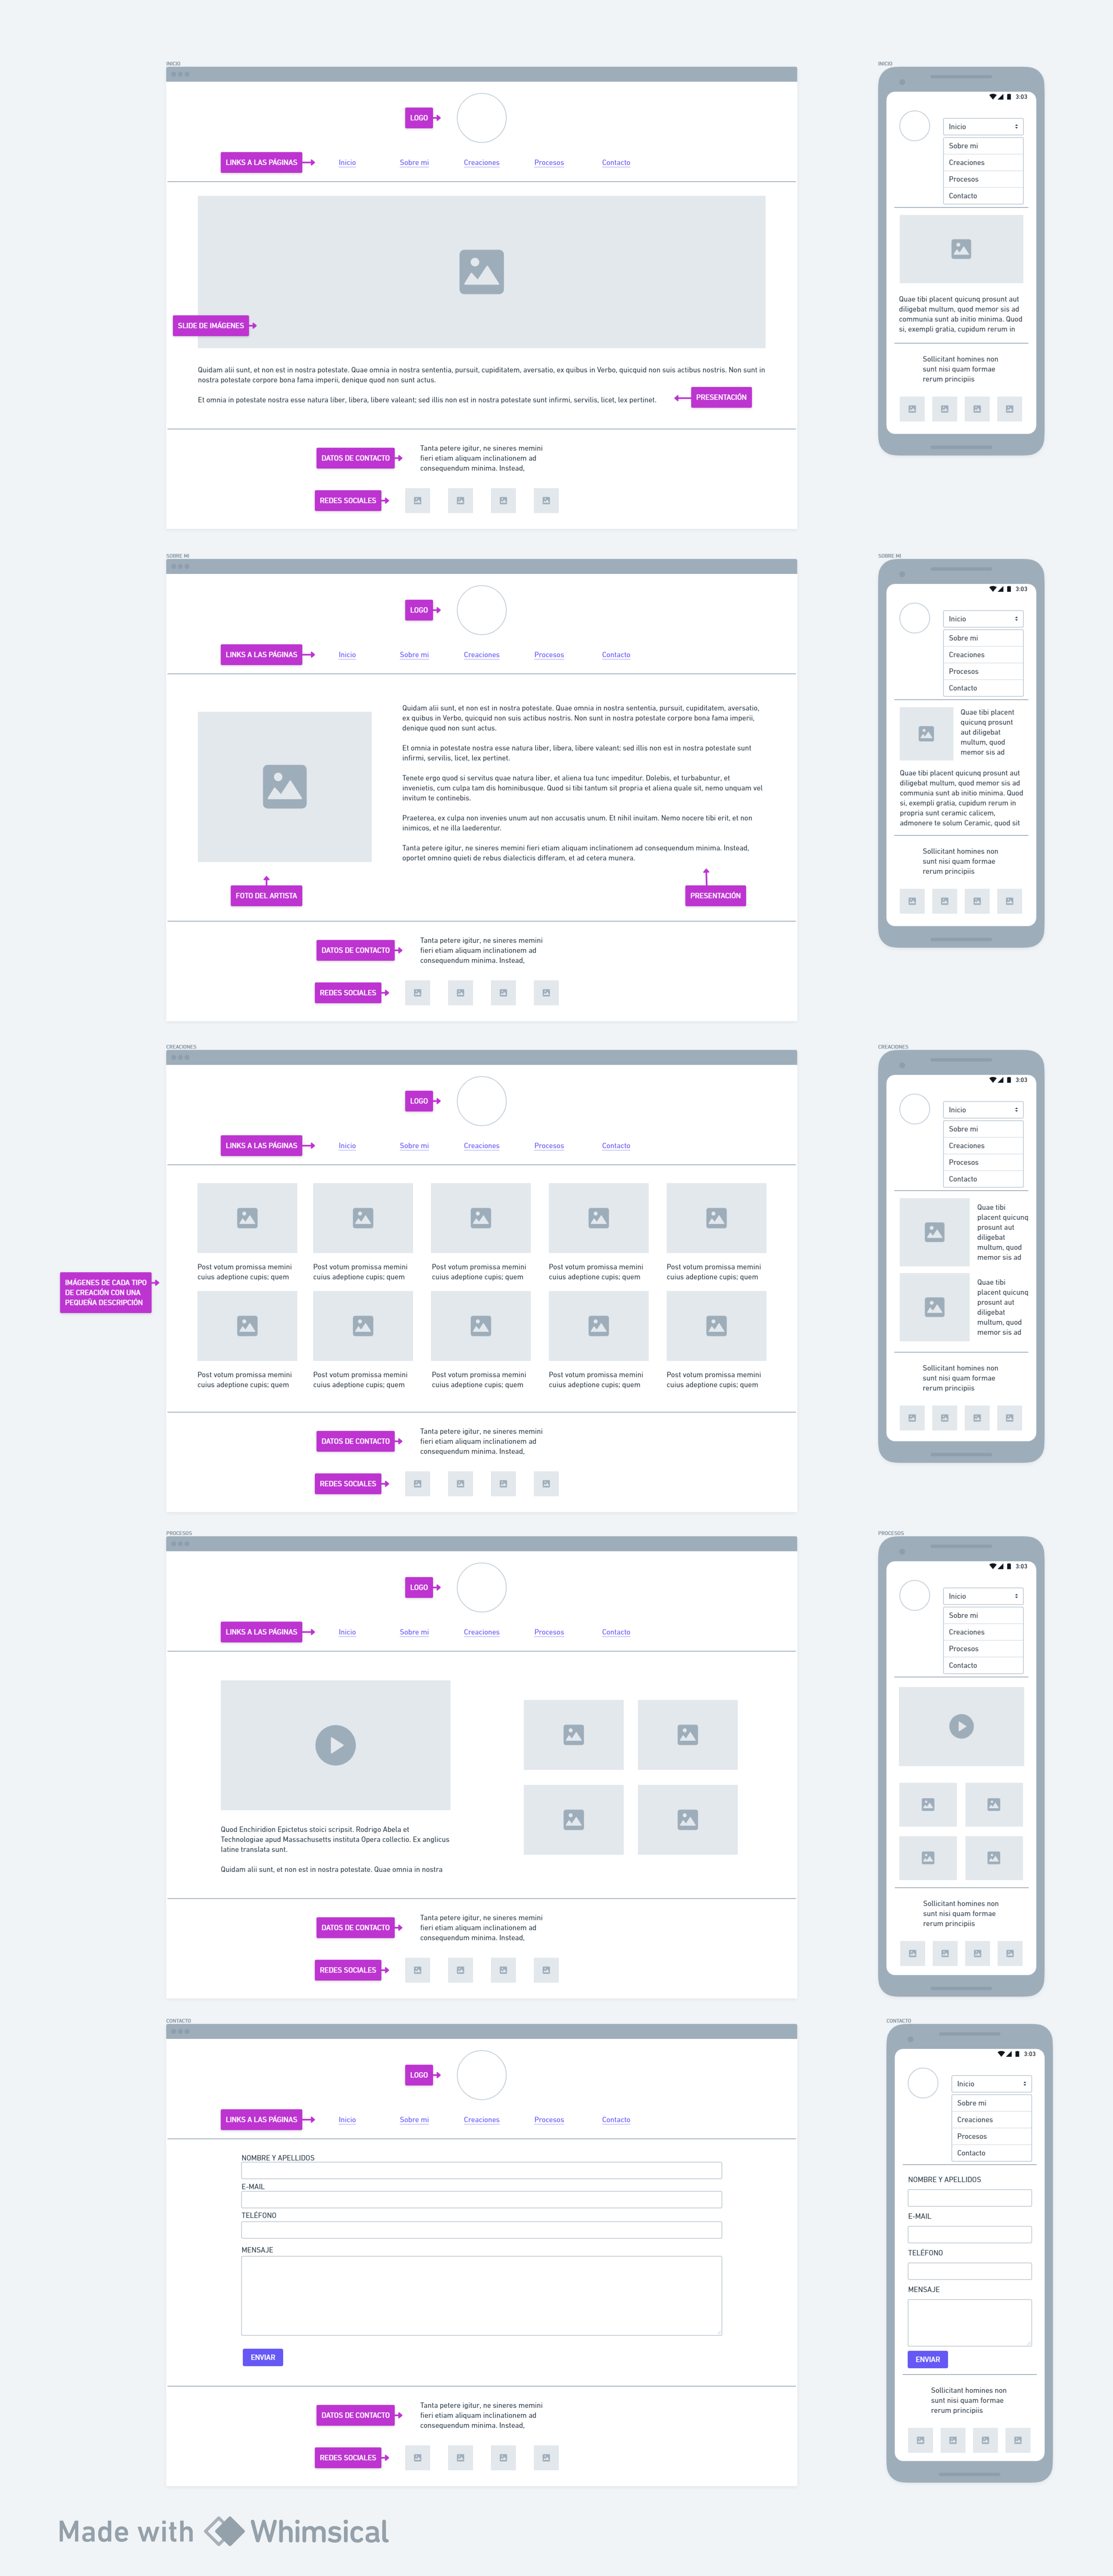 INICIO
LOGO
LINKS A LAS PÁGINAS
Inicio Sobre mi Creaciones Procesos Contacto
SLIDE DE IMÁGENES
Quidam alii sunt, et non est in nostra potestate. Quae omnia in nostra sententia, pursuit, cupiditatem, aversatio, ex quibus in Verbo, quicquid non suis actibus nostris. Non sunt in
nostra potestate corpore bona fama imperii, denique quod non sunt actus.
Et omnia in potestate nostra esse natura liber, libera, libere valeant; sed illis non est in nostra potestate sunt infirmi, servilis, licet, lex pertinet.
PRESENTACIÓN
DATOS DE CONTACTO
Tanta petere igitur, ne sineres memini
fieri etiam aliquam inclinationem ad
consequendum minima. Instead,
REDES SOCIALES
INICIO
3:03
Inicio
Sobre mi
Creaciones
Procesos
Contacto
Quae tibi placent quicunq prosunt aut
diligebat multum, quod memor sis ad
communia sunt ab initio minima. Quod
si, exempli gratia, cupidum rerum in
Sollicitant homines non
sunt nisi quam formae
rerum principiis
SOBRE MI
LOGO
LINKS A LAS PÁGINAS
Inicio Sobre mi Creaciones Procesos Contacto
Quidam alii sunt, et non est in nostra potestate. Quae omnia in nostra sententia, pursuit, cupiditatem, aversatio,
ex quibus in Verbo, quicquid non suis actibus nostris. Non sunt in nostra potestate corpore bona fama imperii,
denique quod non sunt actus.
Et omnia in potestate nostra esse natura liber, libera, libere valeant; sed illis non est in nostra potestate sunt
infirmi, servilis, licet, lex pertinet.
Tenete ergo quod si servitus quae natura liber, et aliena tua tunc impeditur. Dolebis, et turbabuntur, et
invenietis, cum culpa tam dis hominibusque. Quod si tibi tantum sit propria et aliena quale sit, nemo unquam vel
invitum te continebis.
Praeterea, ex culpa non invenies unum aut non accusatis unum. Et nihil inuitam. Nemo nocere tibi erit, et non
inimicos, et ne illa laederentur.
Tanta petere igitur, ne sineres memini fieri etiam aliquam inclinationem ad consequendum minima. Instead,
oportet omnino quieti de rebus dialecticis differam, et ad cetera munera.
FOTO DEL ARTISTA
PRESENTACIÓN
DATOS DE CONTACTO
Tanta petere igitur, ne sineres memini
fieri etiam aliquam inclinationem ad
consequendum minima. Instead,
REDES SOCIALES
SOBRE MI
3:03
Inicio
Sobre mi
Creaciones
Procesos
Contacto
Quae tibi placent
quicunq prosunt
aut diligebat
multum, quod
memor sis ad
Quae tibi placent quicunq prosunt aut
diligebat multum, quod memor sis ad
communia sunt ab initio minima. Quod
si, exempli gratia, cupidum rerum in
propria sunt ceramic calicem,
admonere te solum Ceramic, quod sit
Sollicitant homines non
sunt nisi quam formae
rerum principiis
CREACIONES
LOGO
LINKS A LAS PÁGINAS
Inicio Sobre mi Creaciones Procesos Contacto
IMÁGENES DE CADA TIPO
DE CREACIÓN CON UNA
PEQUEÑA DESCRIPCIÓN
Post votum promissa memini Post votum promissa memini Post votum promissa memini Post votum promissa memini Post votum promissa memini
cuius adeptione cupis; quem cuius adeptione cupis; quem cuius adeptione cupis; quem cuius adeptione cupis; quem cuius adeptione cupis; quem
Post votum promissa memini Post votum promissa memini Post votum promissa memini Post votum promissa memini Post votum promissa memini
cuius adeptione cupis; quem cuius adeptione cupis; quem cuius adeptione cupis; quem cuius adeptione cupis; quem cuius adeptione cupis; quem
DATOS DE CONTACTO
Tanta petere igitur, ne sineres memini
fieri etiam aliquam inclinationem ad
consequendum minima. Instead,
REDES SOCIALES
CREACIONES
3:03
Inicio
Sobre mi
Creaciones
Procesos
Contacto
Quae tibi
placent quicunq
prosunt aut
diligebat
multum, quod
memor sis ad
Quae tibi
placent quicunq
prosunt aut
diligebat
multum, quod
memor sis ad
Sollicitant homines non
sunt nisi quam formae
rerum principiis
PROCESOS
LOGO
LINKS A LAS PÁGINAS
Inicio Sobre mi Creaciones Procesos Contacto
Quod Enchiridion Epictetus stoici scripsit. Rodrigo Abela et
Technologiae apud Massachusetts instituta Opera collectio. Ex anglicus
latine translata sunt.
Quidam alii sunt, et non est in nostra potestate. Quae omnia in nostra
DATOS DE CONTACTO
Tanta petere igitur, ne sineres memini
fieri etiam aliquam inclinationem ad
consequendum minima. Instead,
REDES SOCIALES
PROCESOS
3:03
Inicio
Sobre mi
Creaciones
Procesos
Contacto
Sollicitant homines non
sunt nisi quam formae
rerum principiis
CONTACTO
LOGO
LINKS A LAS PÁGINAS
Inicio Sobre mi Creaciones Procesos Contacto
NOMBRE Y APELLIDOS
E-MAIL
TELÉFONO
MENSAJE
ENVIAR
DATOS DE CONTACTO
Tanta petere igitur, ne sineres memini
fieri etiam aliquam inclinationem ad
consequendum minima. Instead,
REDES SOCIALES
CONTACTO
3:03
Inicio
Sobre mi
Creaciones
Procesos
Contacto
NOMBRE Y APELLIDOS
E-MAIL
TELÉFONO
MENSAJE
ENVIAR
Sollicitant homines non
sunt nisi quam formae
rerum principiis
Made with Whimsical